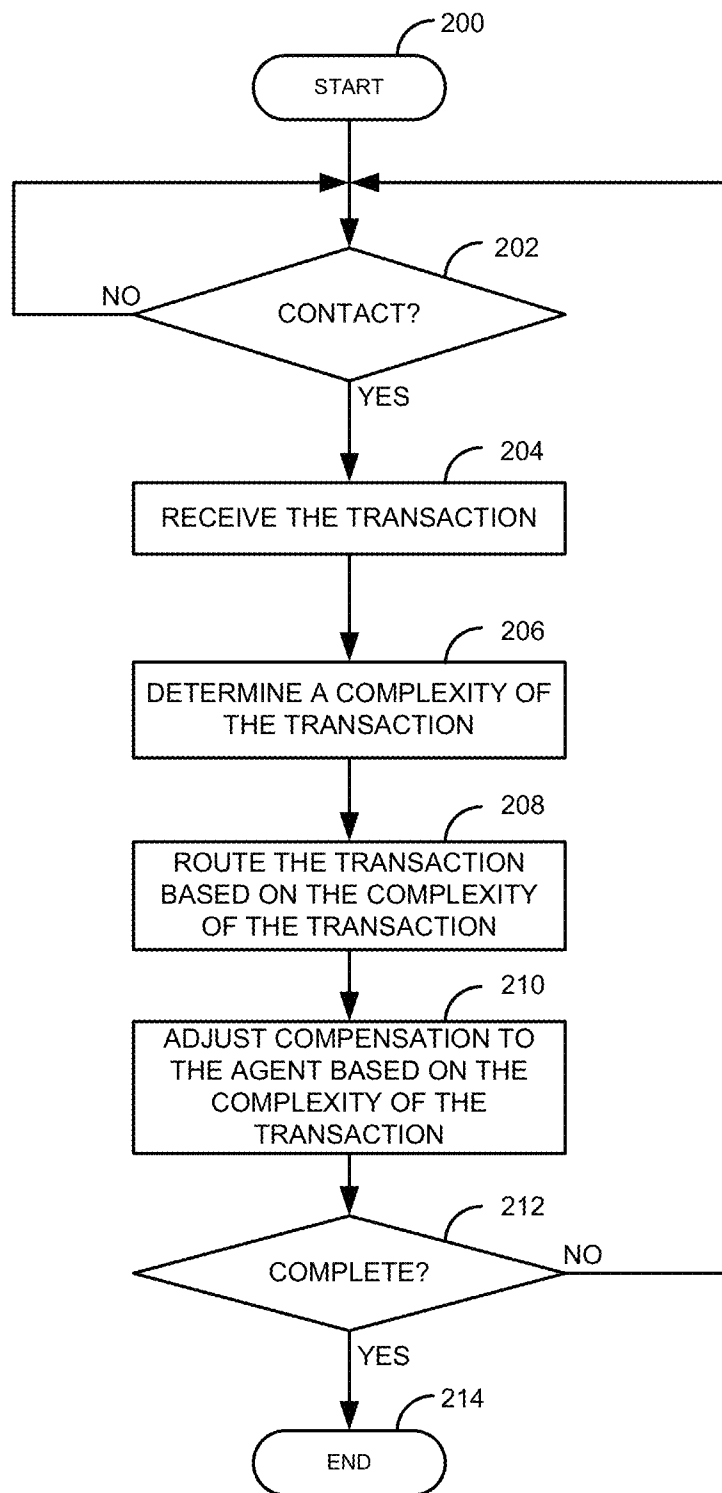 200
START
202
NO
CONTACT?
YES
204
RECEIVE THE TRANSACTION
206
DETERMINE A COMPLEXITY OF
THE TRANSACTION
208
ROUTE THE TRANSACTION
BASED ON THE COMPLEXITY
OF THE TRANSACTION
210
ADJUST COMPENSATION TO
THE AGENT BASED ON THE
COMPLEXITY OF THE
TRANSACTION
212
NO
COMPLETE?
YES
214
END